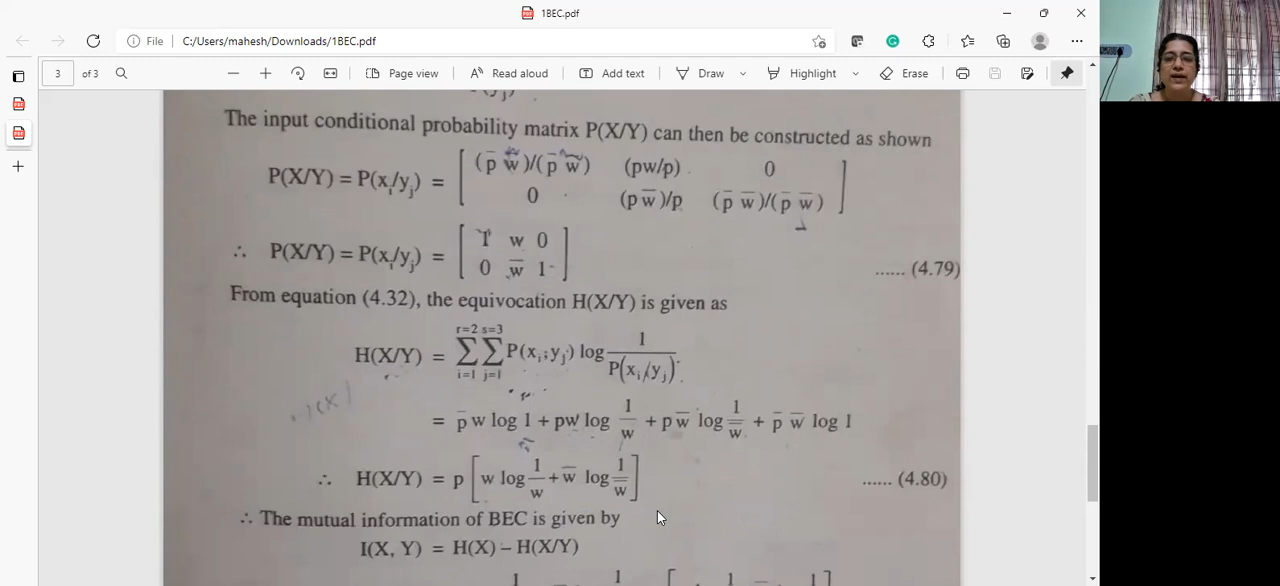 1BEC.pdf
File C:/Users/mahesh/Downloads/1BEC.pdf
3 of 3 Page view Read aloud Add text Draw Highlight Erase
The input conditional probability matrix P(X/Y) can then be constructed as shown
P(X/Y) = P(xᵢ/yⱼ) = [ (p̄ w̄)/(p̄ w̄) (pw/p) 0
0 (p w̄)/p (p̄ w̄)/(p̄ w̄) ]
∴ P(X/Y) = P(xᵢ/yⱼ) = [ 1 w 0
0 w̄ 1 ] ...... (4.79)
From equation (4.32), the equivocation H(X/Y) is given as
H(X/Y) = r=2 ∑ i=1 s=3 ∑ j=1 P(xᵢ, yⱼ) log 1/P(xᵢ/yⱼ)
= p̄ w log 1 + pw log 1/w + p w̄ log 1/w̄ + p̄ w̄ log 1
∴ H(X/Y) = p [ w log 1/w + w̄ log 1/w̄ ] ...... (4.80)
∴ The mutual information of BEC is given by
I(X, Y) = H(X) – H(X/Y)